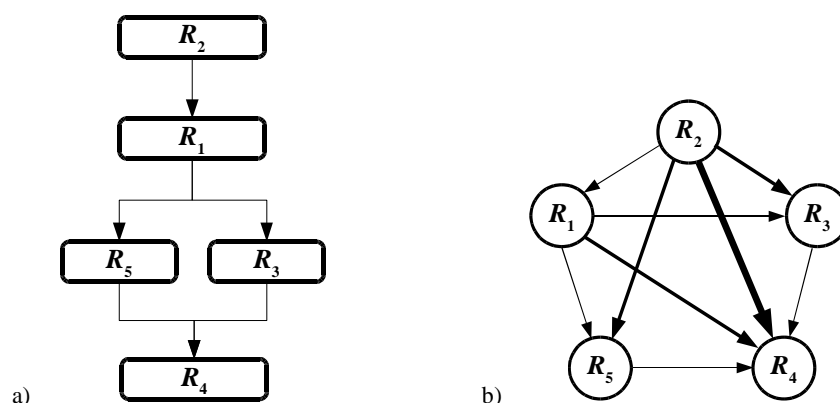 R₂
R₁
R₅ R₃
R₄
a)
R₂
R₁ R₃
R₅ R₄
b)